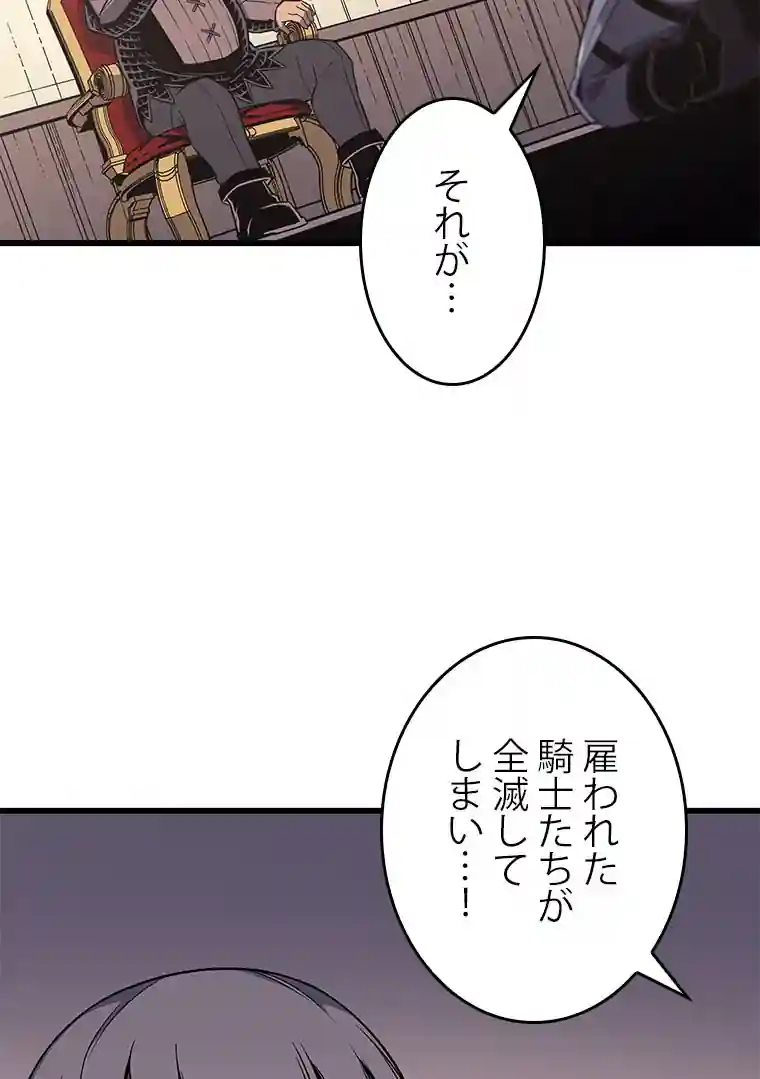 それが…
雇われた
騎士たちが
全滅して
しまい…！